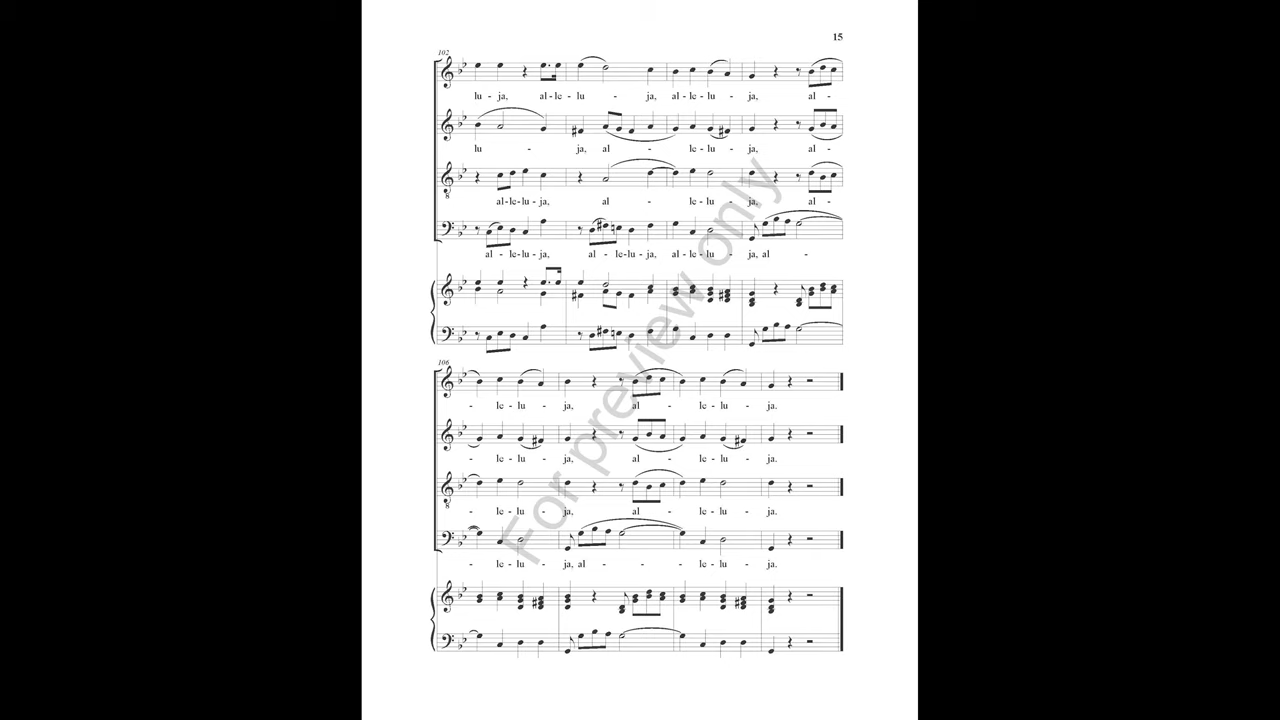 15
102
lu - ja, al - le - lu - ja, al - le - lu - ja, al -
lu - ja, al - le - lu - ja, al -
al - le - lu - ja, al - le - lu - ja, al -
al - le - lu - ja, al - le - lu - ja, al - le - lu - ja, al -
106
- le - lu - ja, al - le - lu - ja.
- le - lu - ja, al - le - lu - ja.
- le - lu - ja, al - le - lu - ja.
- le - lu - ja, al - - le - lu - ja.
For preview only